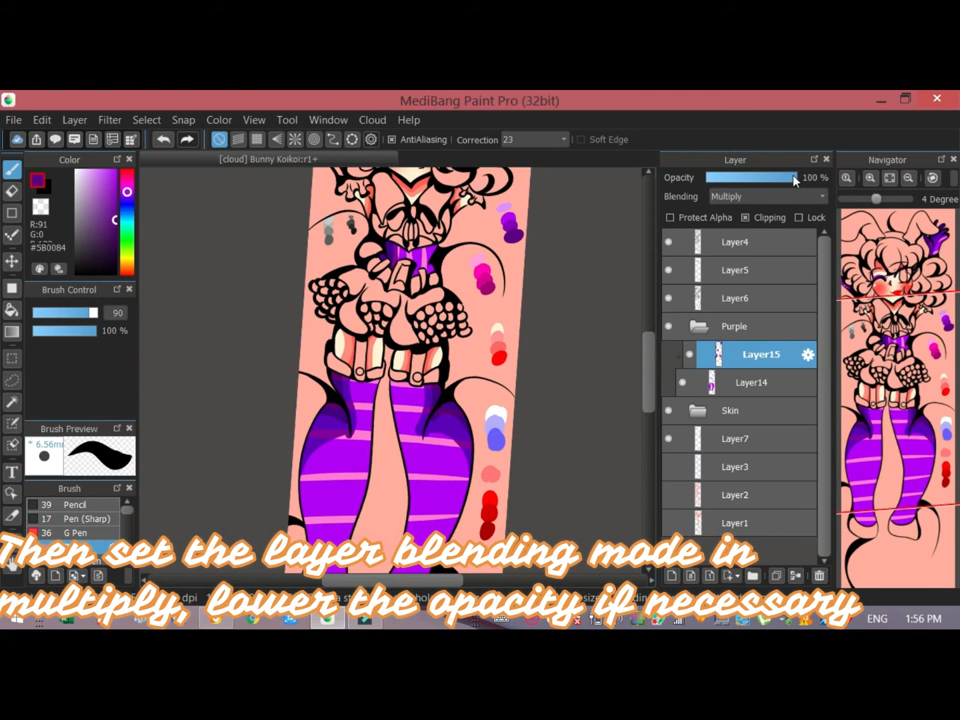 MediBang Paint Pro (32bit)
File Edit Layer Filter Select Snap Color View Tool Window Cloud Help
AntiAliasing Correction 23 Soft Edge
Color
[cloud] Bunny Koikoi:r1+
Layer
Navigator
Opacity 100 %
4 Degree
Blending Multiply
Protect Alpha Clipping Lock
R:91
G:0
#5B0084
Layer4
Layer5
Layer6
Purple
Layer15
Layer14
Skin
Layer7
Layer3
Layer2
Layer1
Brush Control
90
100 %
Brush Preview
* 6.56m
Brush
39 Pencil
17 Pen (Sharp)
36 G Pen
Then set the layer blending mode in
multiply, lower the opacity if necessary
dpi
ENG 1:56 PM